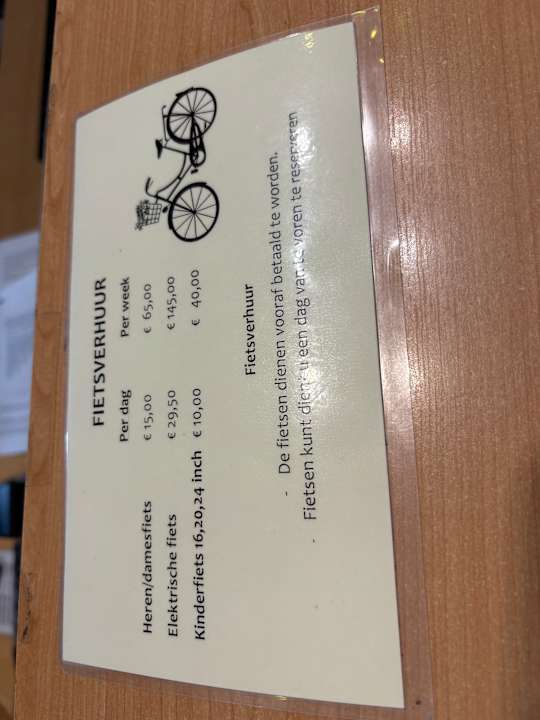 FIETSVERHUUR
Per dag Per week
Heren/damesfiets € 15,00 € 65,00
Elektrische fiets € 29,50 € 145,00
Kinderfiets 16,20,24 inch € 10,00 € 40,00
Fietsverhuur
- De fietsen dienen vooraf betaald te worden.
- Fietsen kunt dient u een dag van te voren te reserveren